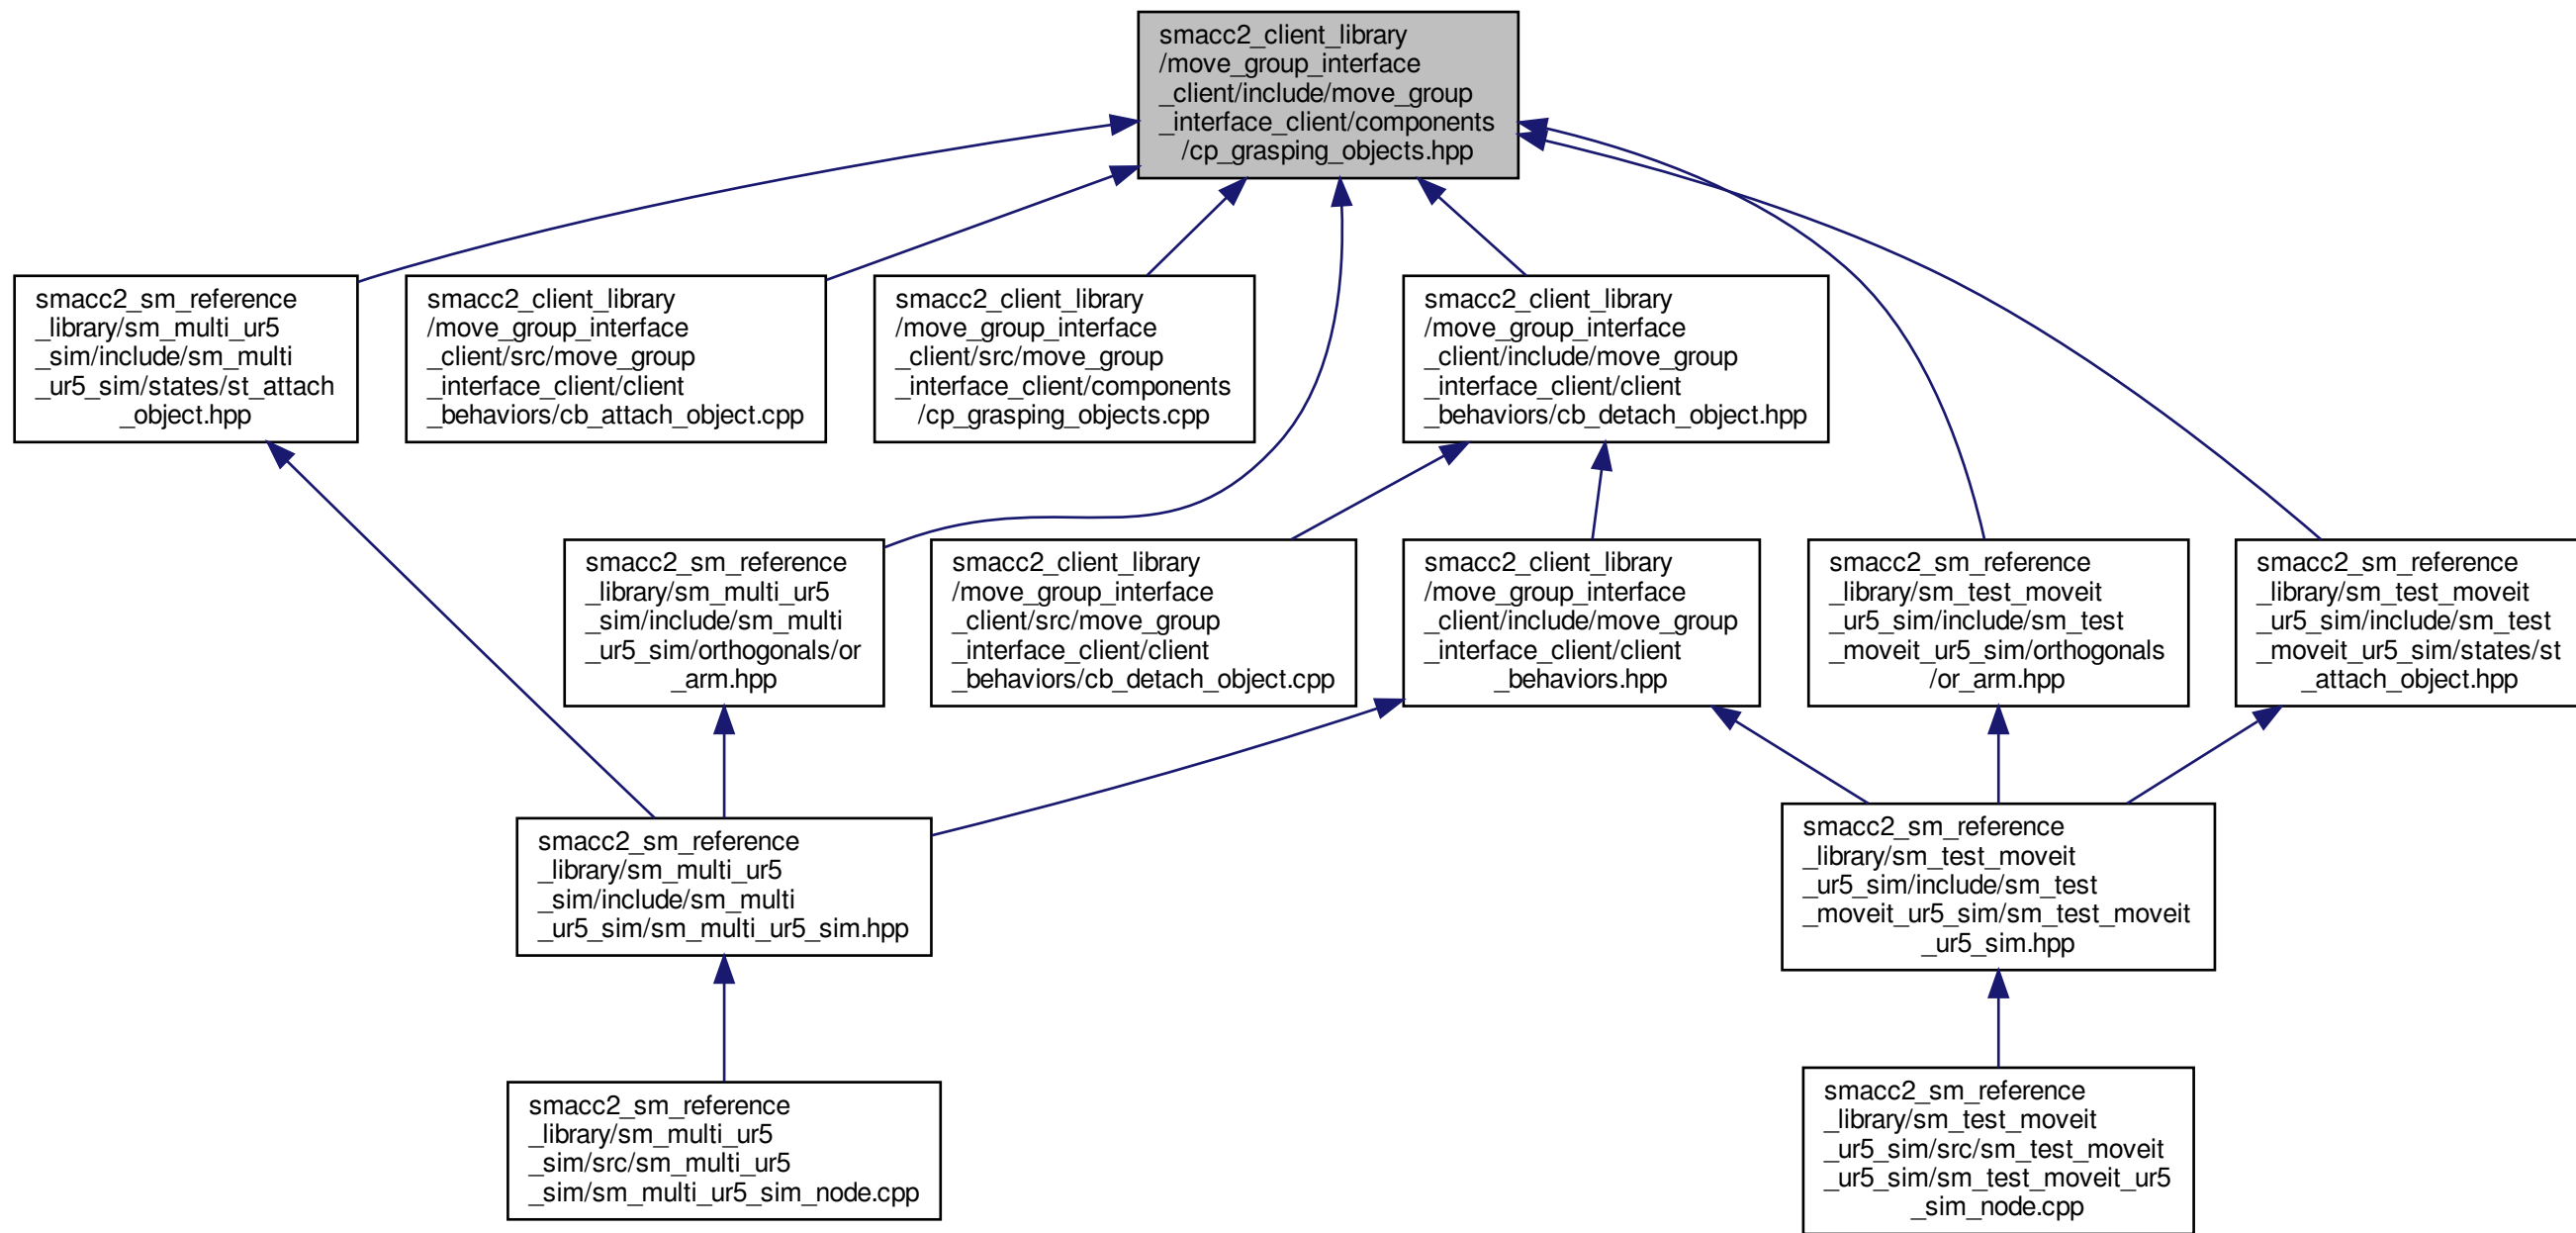 smacc2_client_library
/move_group_interface
_client/include/move_group
_interface_client/components
/cp_grasping_objects.hpp
smacc2_sm_reference
_library/sm_multi_ur5
_sim/include/sm_multi
_ur5_sim/states/st_attach
_object.hpp
smacc2_client_library
/move_group_interface
_client/src/move_group
_interface_client/client
_behaviors/cb_attach_object.cpp
smacc2_client_library
/move_group_interface
_client/src/move_group
_interface_client/components
/cp_grasping_objects.cpp
smacc2_client_library
/move_group_interface
_client/include/move_group
_interface_client/client
_behaviors/cb_detach_object.hpp
smacc2_sm_reference
_library/sm_multi_ur5
_sim/include/sm_multi
_ur5_sim/orthogonals/or
_arm.hpp
smacc2_client_library
/move_group_interface
_client/src/move_group
_interface_client/client
_behaviors/cb_detach_object.cpp
smacc2_client_library
/move_group_interface
_client/include/move_group
_interface_client/client
_behaviors.hpp
smacc2_sm_reference
_library/sm_test_moveit
_ur5_sim/include/sm_test
_moveit_ur5_sim/orthogonals
/or_arm.hpp
smacc2_sm_reference
_library/sm_test_moveit
_ur5_sim/include/sm_test
_moveit_ur5_sim/states/st
_attach_object.hpp
smacc2_sm_reference
_library/sm_multi_ur5
_sim/include/sm_multi
_ur5_sim/sm_multi_ur5_sim.hpp
smacc2_sm_reference
_library/sm_test_moveit
_ur5_sim/include/sm_test
_moveit_ur5_sim/sm_test_moveit
_ur5_sim.hpp
smacc2_sm_reference
_library/sm_multi_ur5
_sim/src/sm_multi_ur5
_sim/sm_multi_ur5_sim_node.cpp
smacc2_sm_reference
_library/sm_test_moveit
_ur5_sim/src/sm_test_moveit
_ur5_sim/sm_test_moveit_ur5
_sim_node.cpp